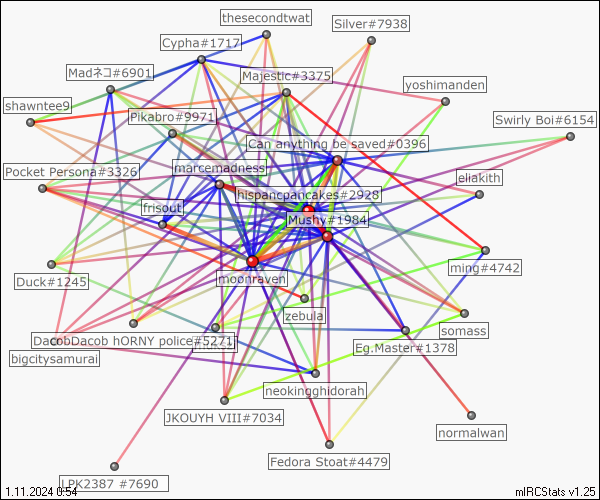 thesecondtwat
Silver#7938
Cypha#1717
Madネコ#6901
Majestic#3375
yoshimanden
shawntee9
Pikabro#9971
Swirly Boi#6154
Can anything be saved#0396
Pocket Persona#3326
marcemadness
eliakith
hispancpancakes#2928
frisout
Mushy#1984
ming#4742
Duck#1245
moonraven
zebula
somass
DacobDacob hORNY police#5271
Eg.Master#1378
bigcitysamurai
neokingghidorah
JKOUYH VIII#7034
normalwan
Fedora Stoat#4479
LPK2387 #7690
1.11.2024 0:54
mIRCStats v1.25